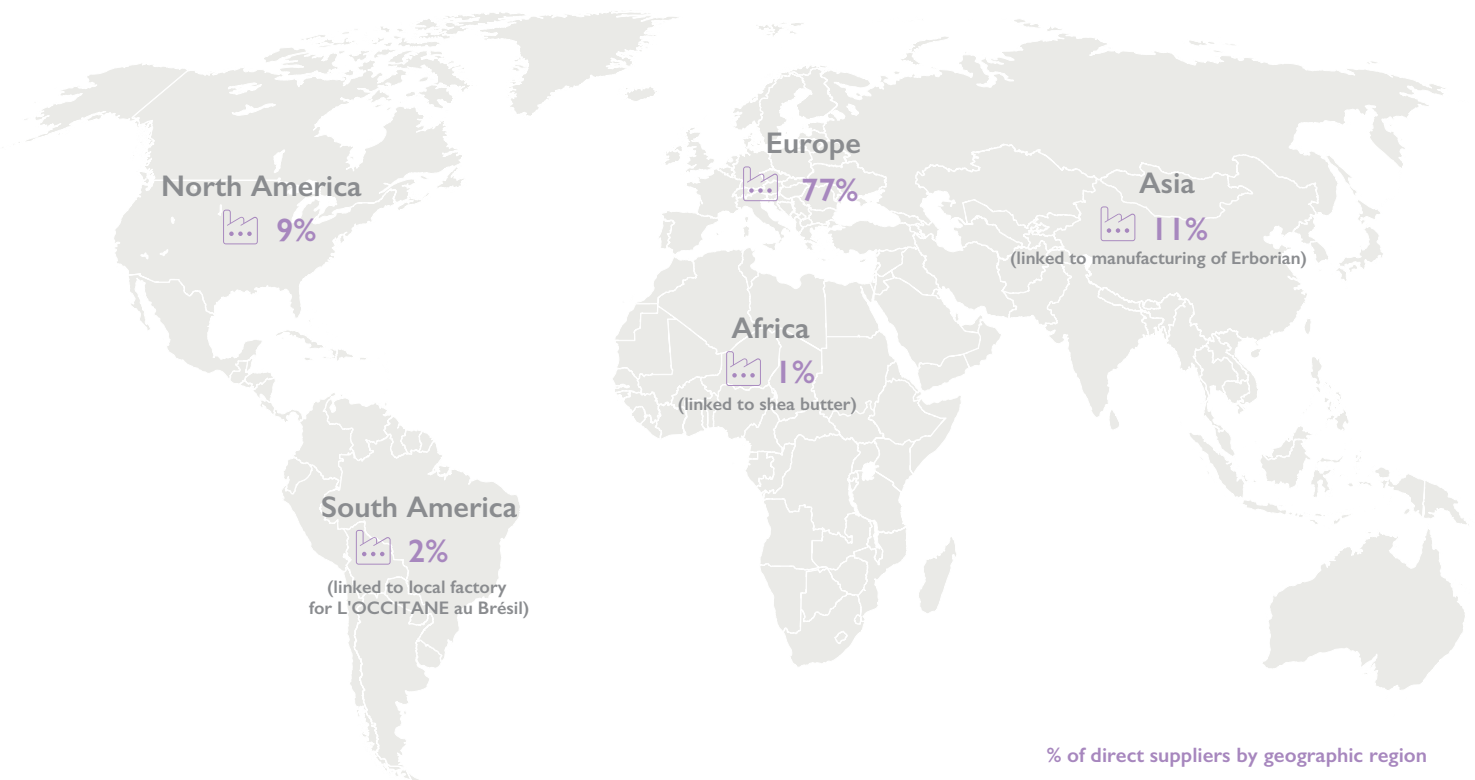 Europe
77%
North America
9%
Asia
11%
(linked to manufacturing of Erborian)
Africa
1%
(linked to shea butter)
South America
2%
(linked to local factory
for L'OCCITANE au Brésil)
% of direct suppliers by geographic region